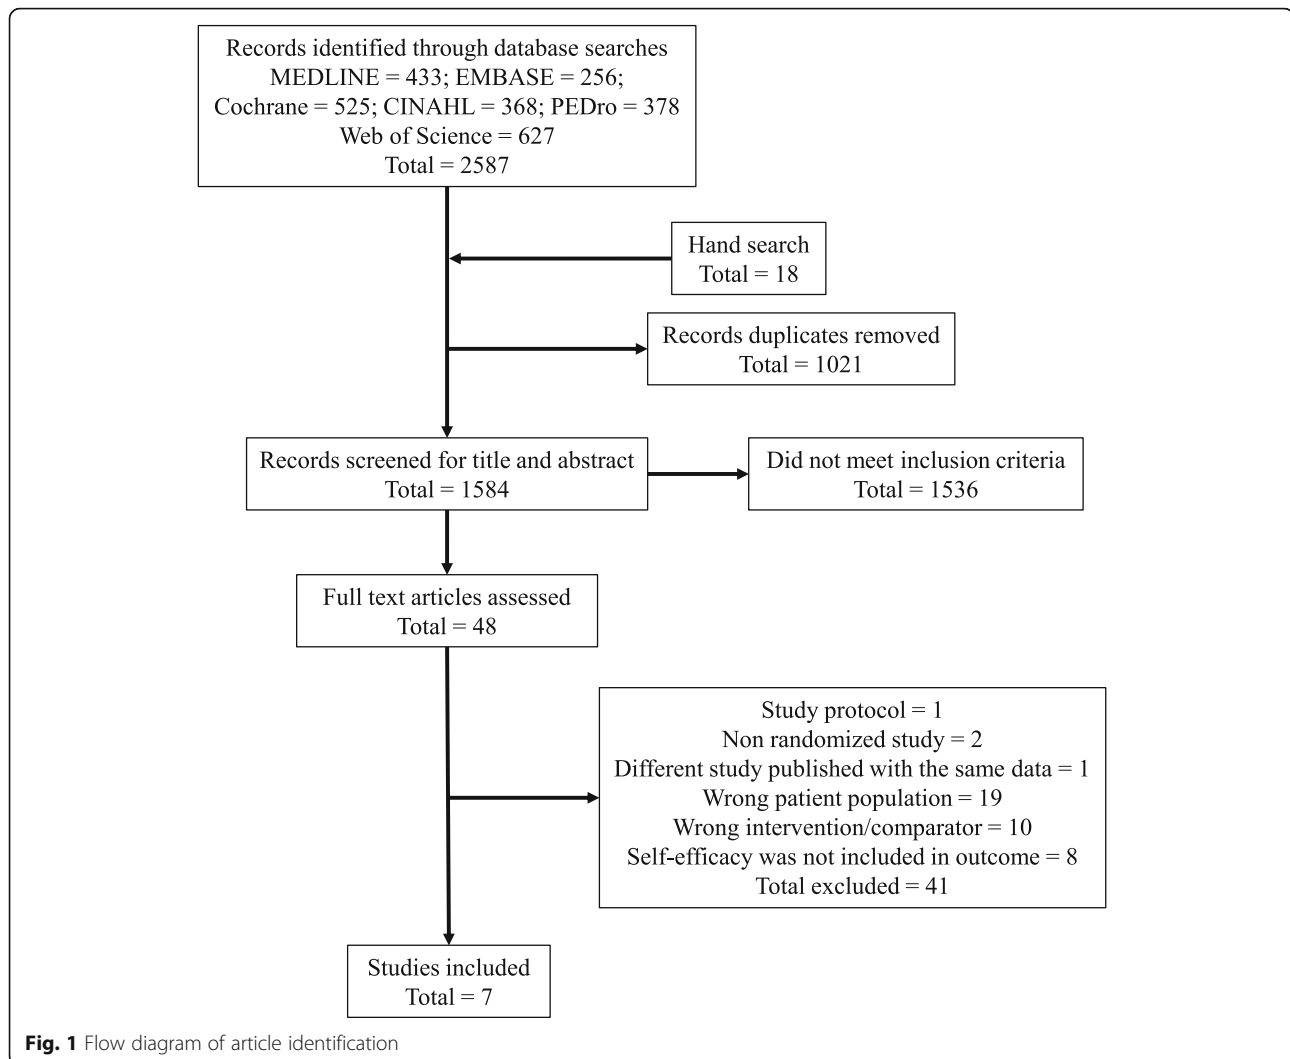 Records identified through database searches
MEDLINE = 433; EMBASE = 256;
Cochrane = 525; CINAHL = 368; PEDro = 378
Web of Science = 627
Total = 2587
Hand search
Total = 18
Records duplicates removed
Total = 1021
Records screened for title and abstract
Total = 1584
Did not meet inclusion criteria
Total = 1536
Full text articles assessed
Total = 48
Study protocol = 1
Non randomized study = 2
Different study published with the same data = 1
Wrong patient population = 19
Wrong intervention/comparator = 10
Self-efficacy was not included in outcome = 8
Total excluded = 41
Studies included
Total = 7
Fig. 1 Flow diagram of article identification